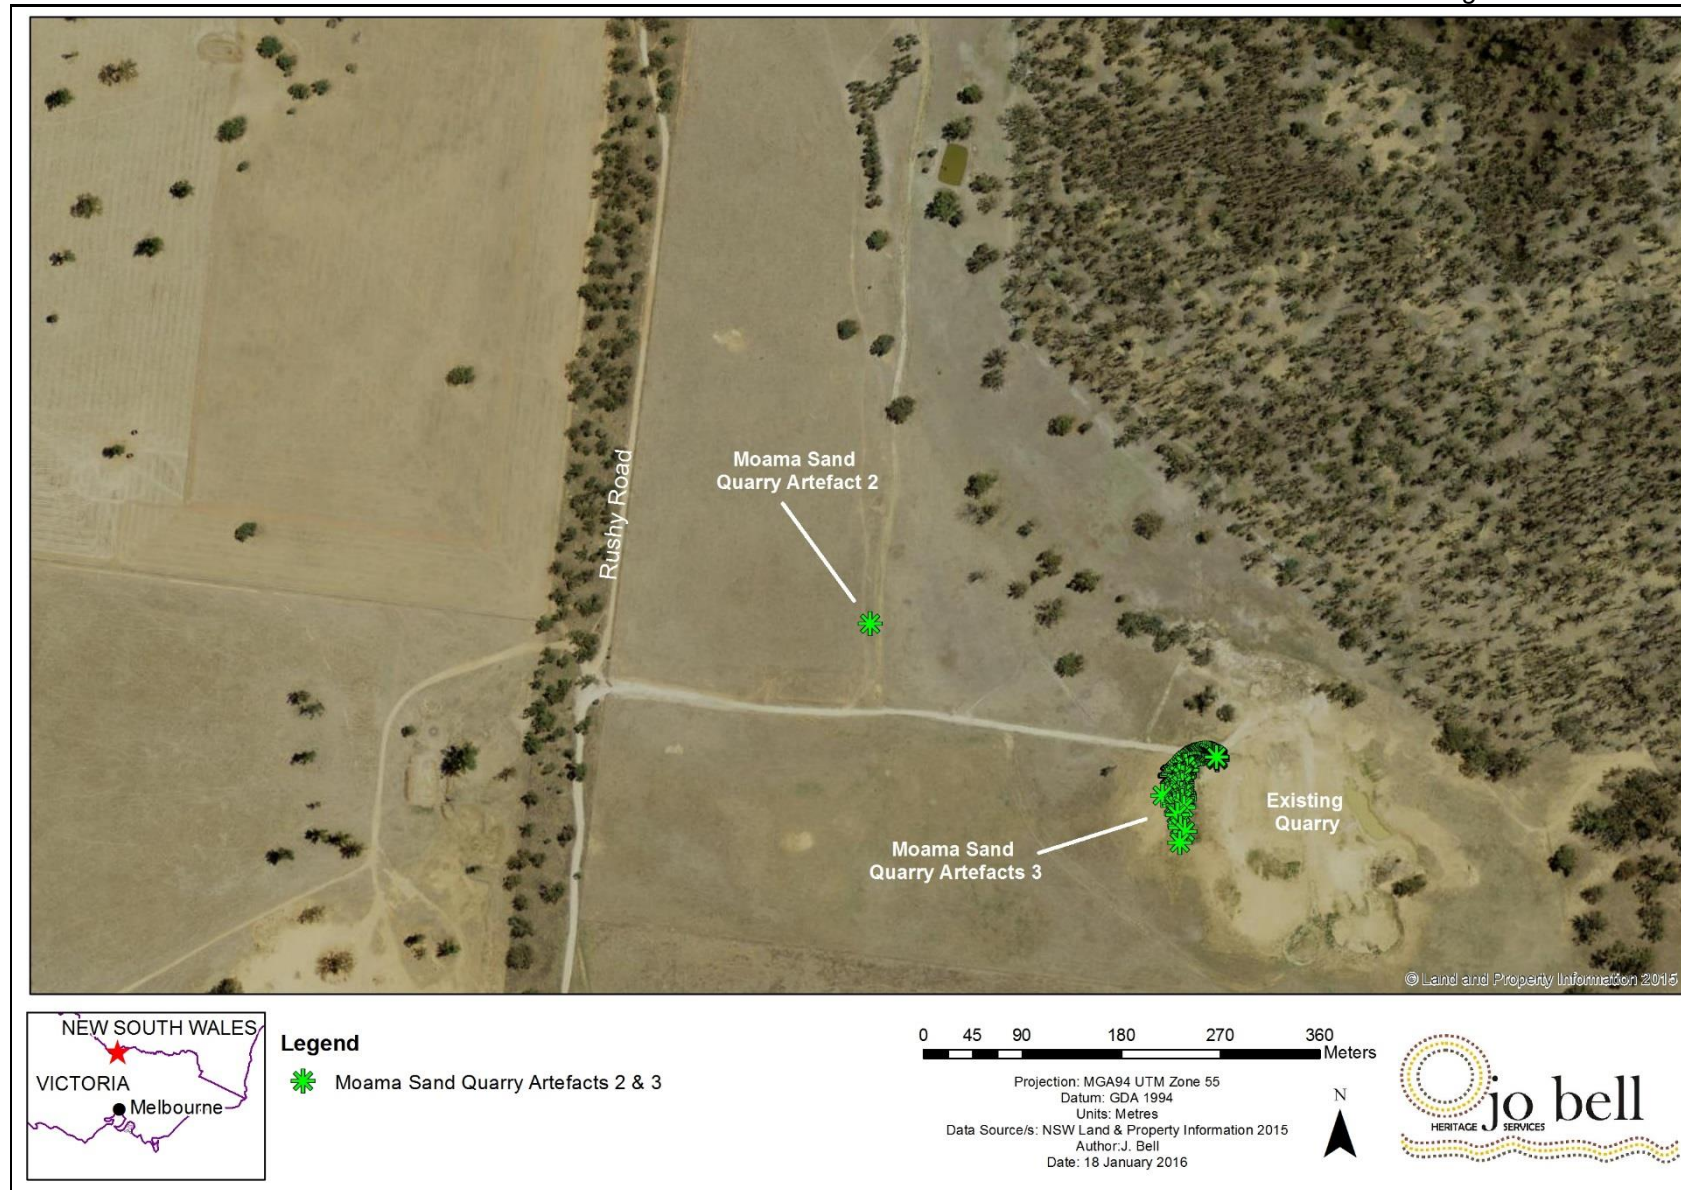 Rushy Road
Moama Sand
Quarry Artefact 2
Existing
Quarry
Moama Sand
Quarry Artefacts 3
© Land and Property Information 2015
NEW SOUTH WALES
VICTORIA
Melbourne
Legend
Moama Sand Quarry Artefacts 2 & 3
0 45 90 180 270 360
Meters
Projection: MGA94 UTM Zone 55
Datum: GDA 1994
Units: Metres
Data Source/s: NSW Land & Property Information 2015
Author:J. Bell
Date: 18 January 2016
N
jo bell
HERITAGE SERVICES